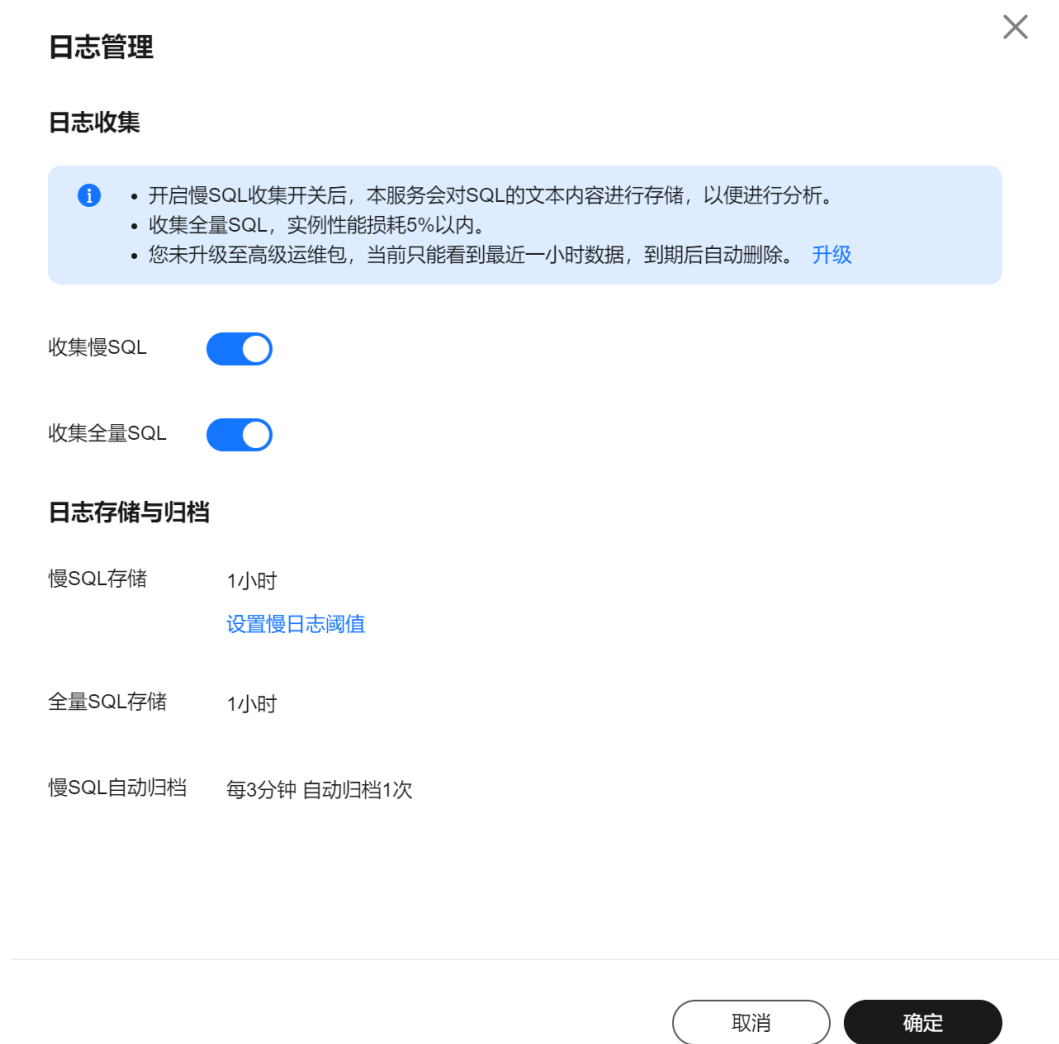 日志管理
日志收集
• 开启慢SQL收集开关后，本服务会对SQL的文本内容进行存储，以便进行分析。
• 收集全量SQL，实例性能损耗5%以内。
• 您未升级至高级运维包，当前只能看到最近一小时数据，到期后自动删除。 升级
收集慢SQL
收集全量SQL
日志存储与归档
慢SQL存储 1小时
设置慢日志阈值
全量SQL存储 1小时
慢SQL自动归档 每3分钟 自动归档1次
取消 确定